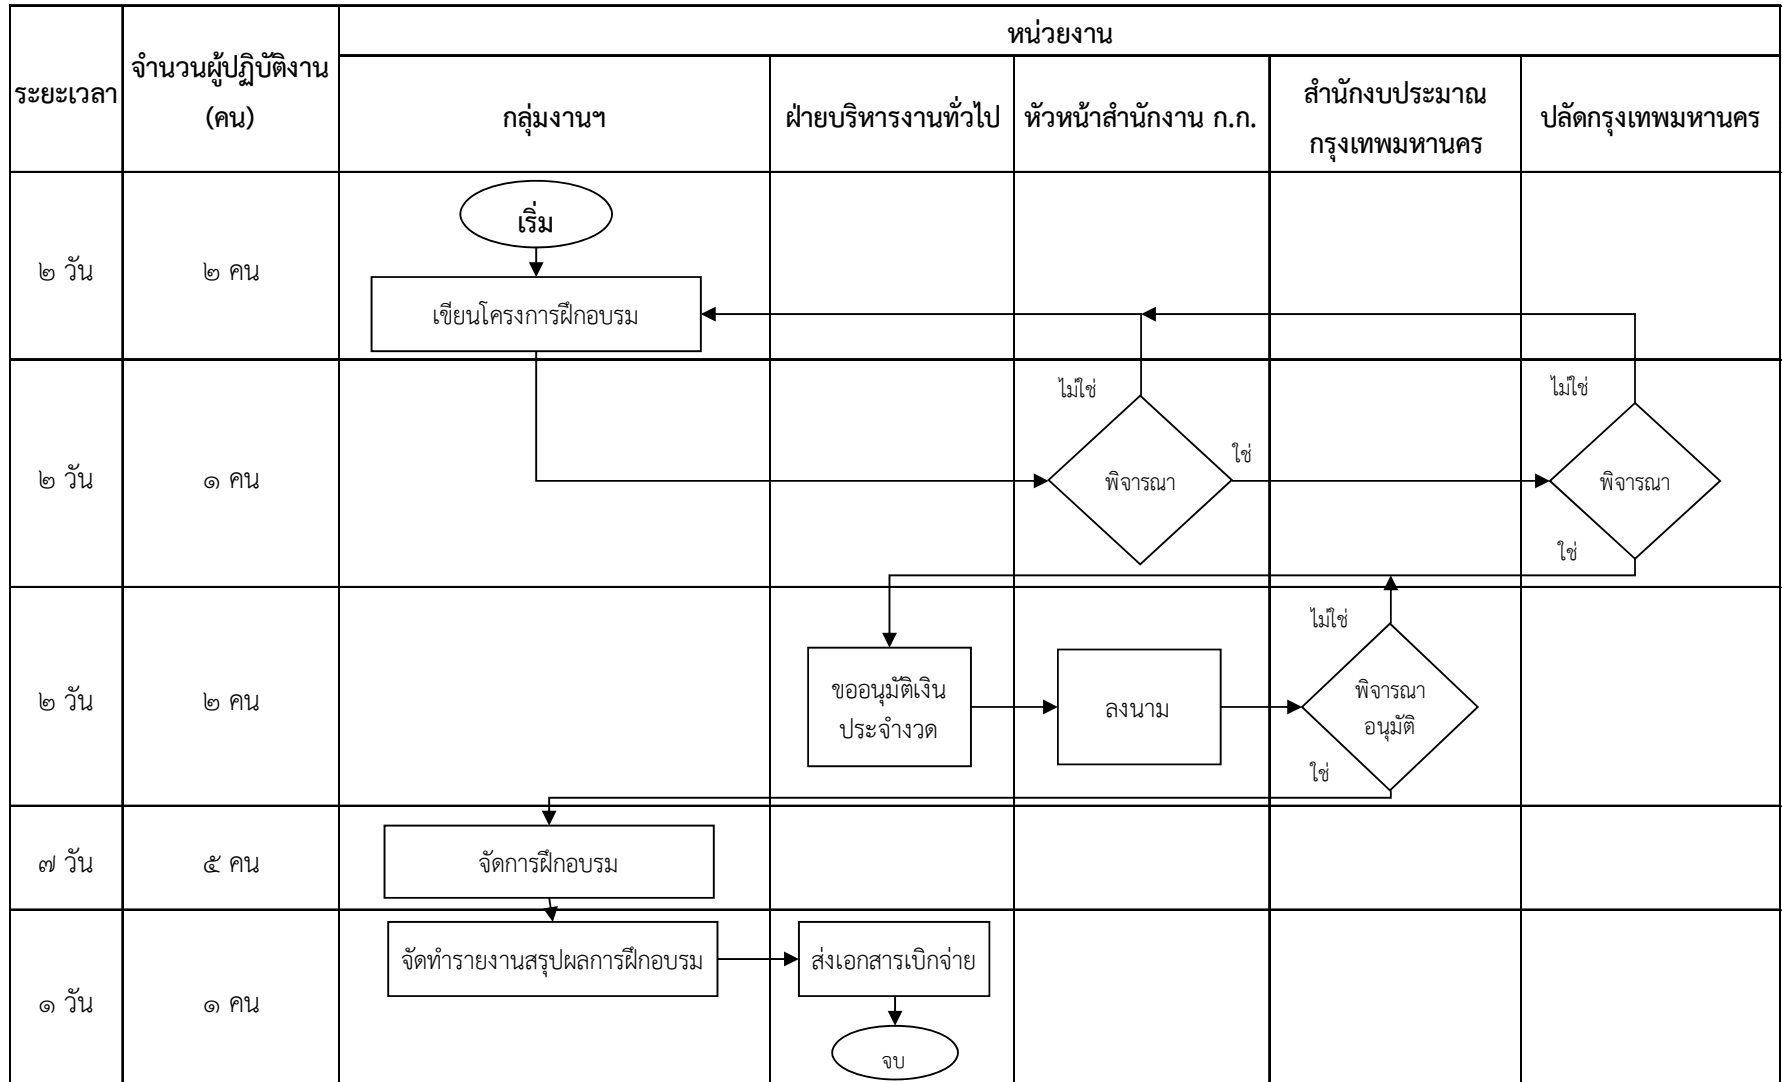 หน่วยงาน
ระยะเวลา
จำนวนผู้ปฏิบัติงาน
(คน)
กลุ่มงานฯ
ฝ่ายบริหารงานทั่วไป
หัวหน้าสำนักงาน ก.ก.
สำนักงบประมาณ
กรุงเทพมหานคร
ปลัดกรุงเทพมหานคร
เริ่ม
๒ วัน
๒ คน
เขียนโครงการฝึกอบรม
ไม่ใช่
ไม่ใช่
ใช่
๒ วัน
๑ คน
พิจารณา
พิจารณา
ใช่
ไม่ใช่
๒ วัน
๒ คน
ขออนุมัติเงิน
ประจำงวด
ลงนาม
พิจารณา
อนุมัติ
ใช่
๗ วัน
๕ คน
จัดการฝึกอบรม
จัดทำรายงานสรุปผลการฝึกอบรม
ส่งเอกสารเบิกจ่าย
๑ วัน
๑ คน
จบ